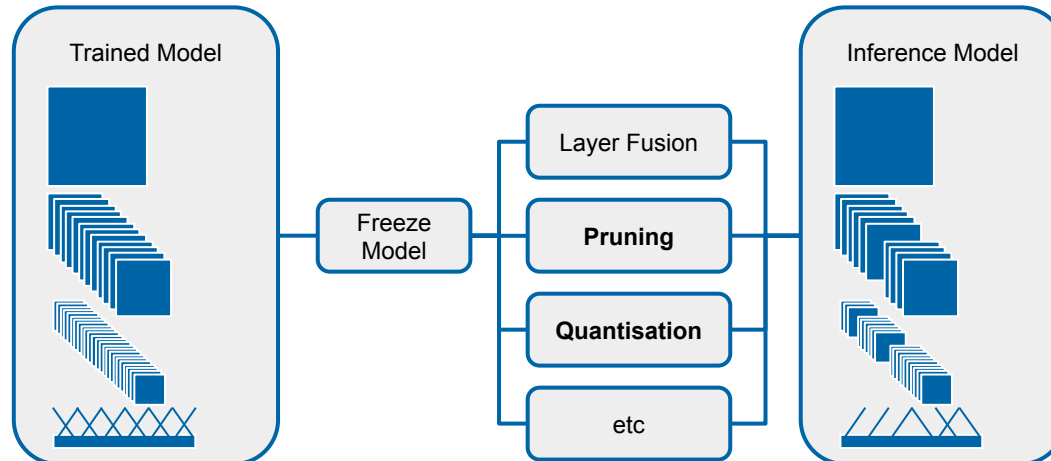 Trained Model
Inference Model
Layer Fusion
Freeze
Model
Pruning
Quantisation
etc